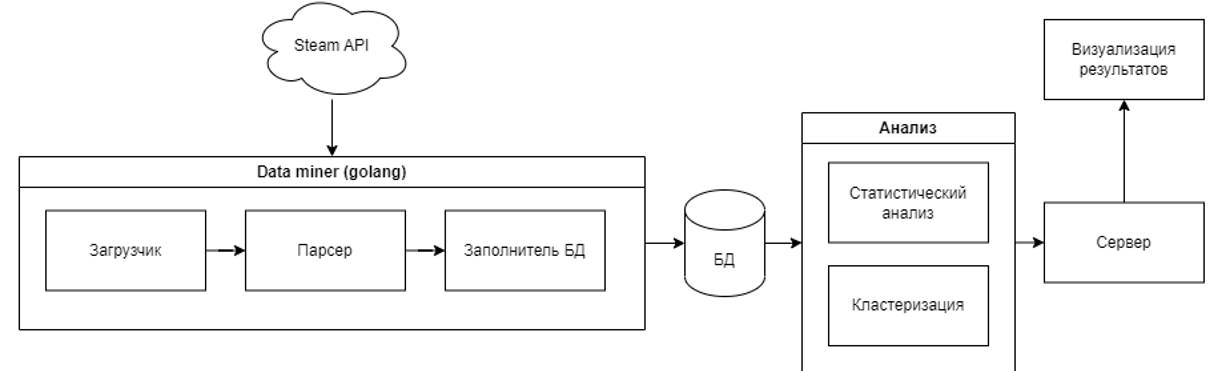 Steam API
Data miner (golang)
Загрузчик
Парсер
Заполнитель БД
БД
Анализ
Статистический
анализ
Кластеризация
Сервер
Визуализация
результатов